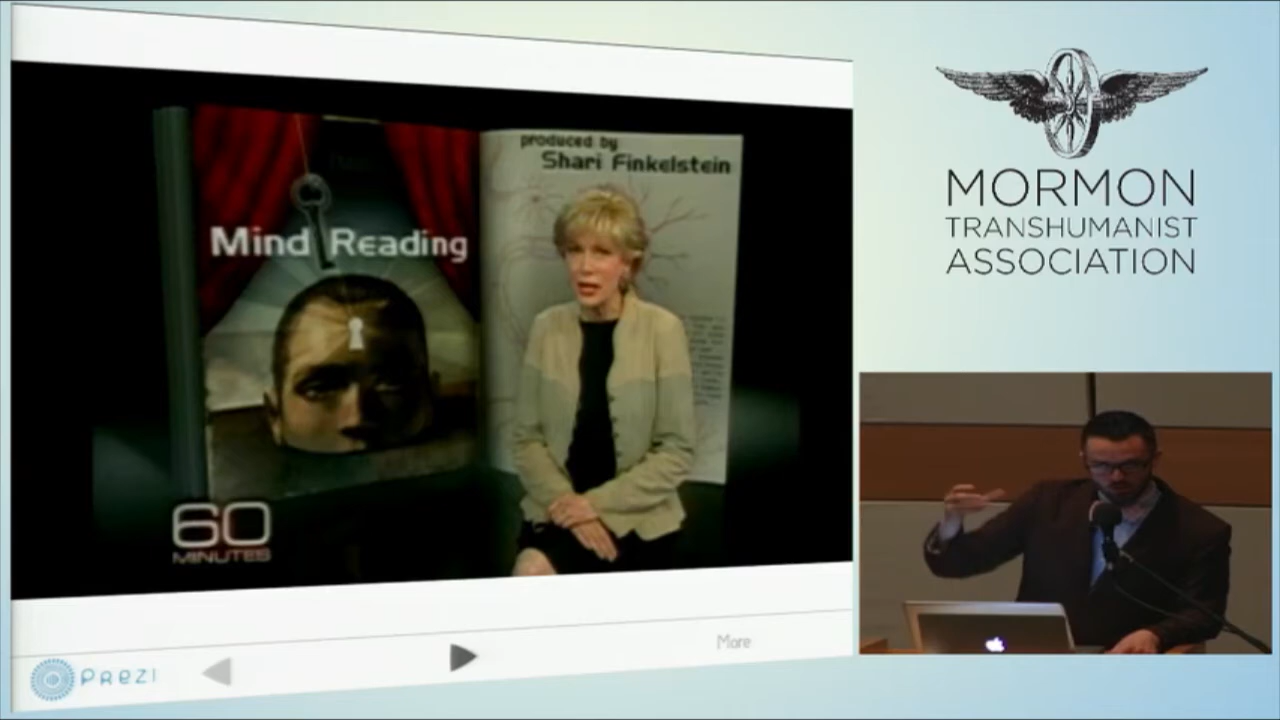 produced by
Shari Finkelstein
Mind Reading
60
MINUTES
More
PREZI
MORMON
TRANSHUMANIST
ASSOCIATION